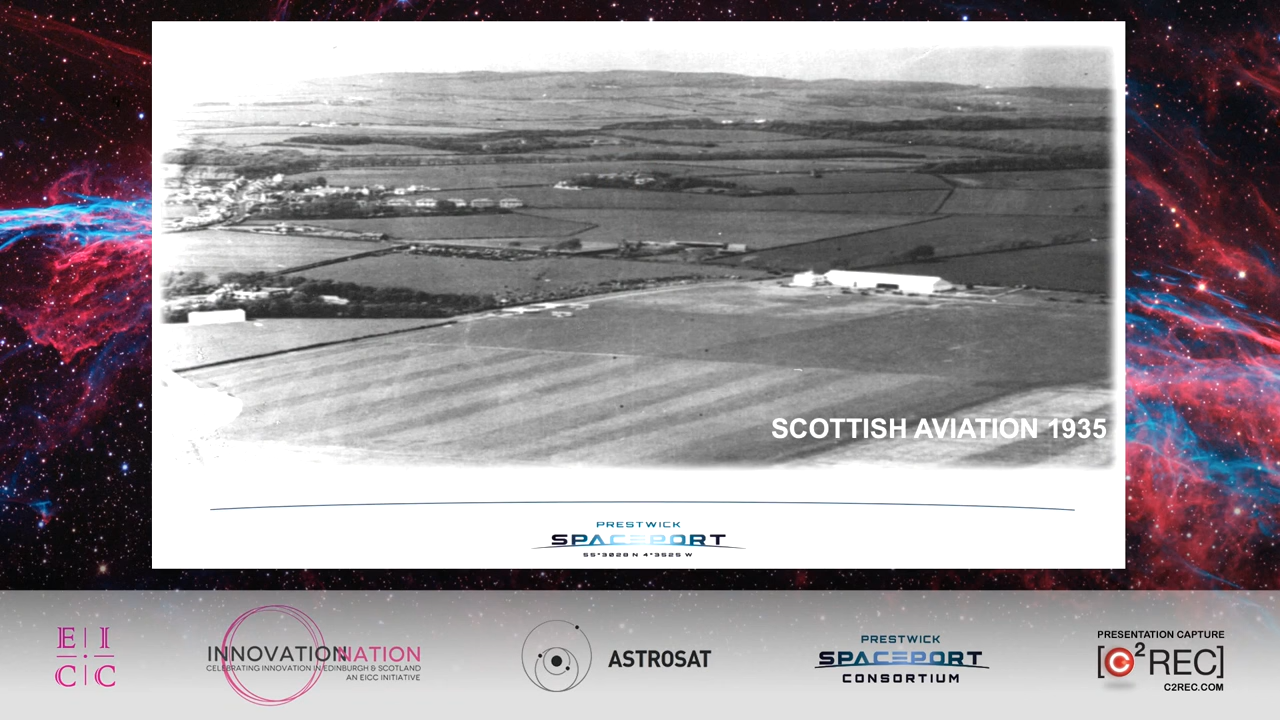 SCOTTISH AVIATION 1935
PRESTWICK
SPACEPORT
55°3028 N 4°3525 W
E I
C C
INNOVATIONNATION
CELEBRATING INNOVATION IN EDINBURGH & SCOTLAND
AN EICC INITIATIVE
ASTROSAT
PRESTWICK
SPACEPORT
CONSORTIUM
PRESENTATION CAPTURE
[C²REC]
C2REC.COM